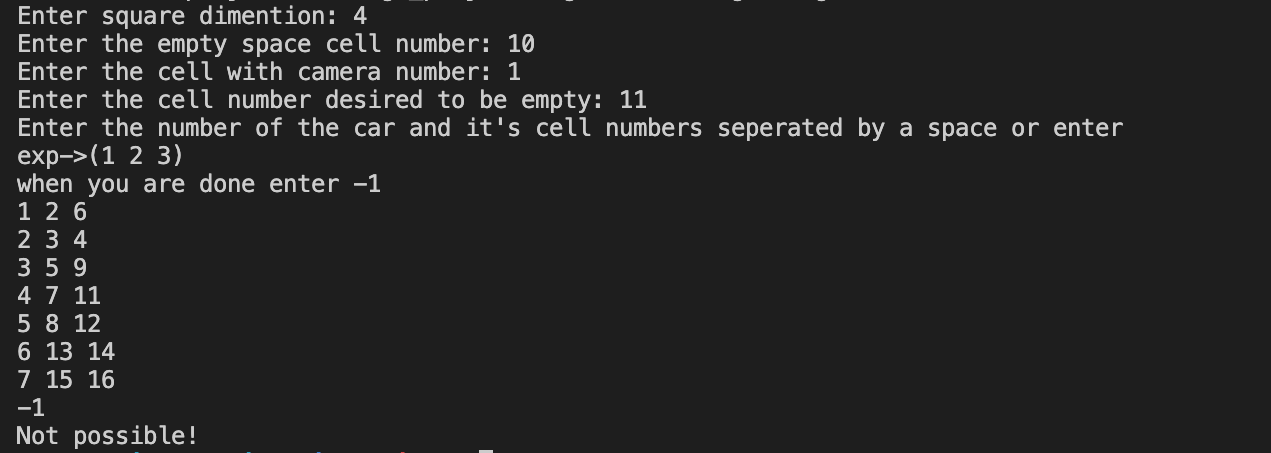 Enter square dimention: 4
Enter the empty space cell number: 10
Enter the cell with camera number: 1
Enter the cell number desired to be empty: 11
Enter the number of the car and it's cell numbers seperated by a space or enter
exp->(1 2 3)
when you are done enter -1
1 2 6
2 3 4
3 5 9
4 7 11
5 8 12
6 13 14
7 15 16
-1
Not possible!